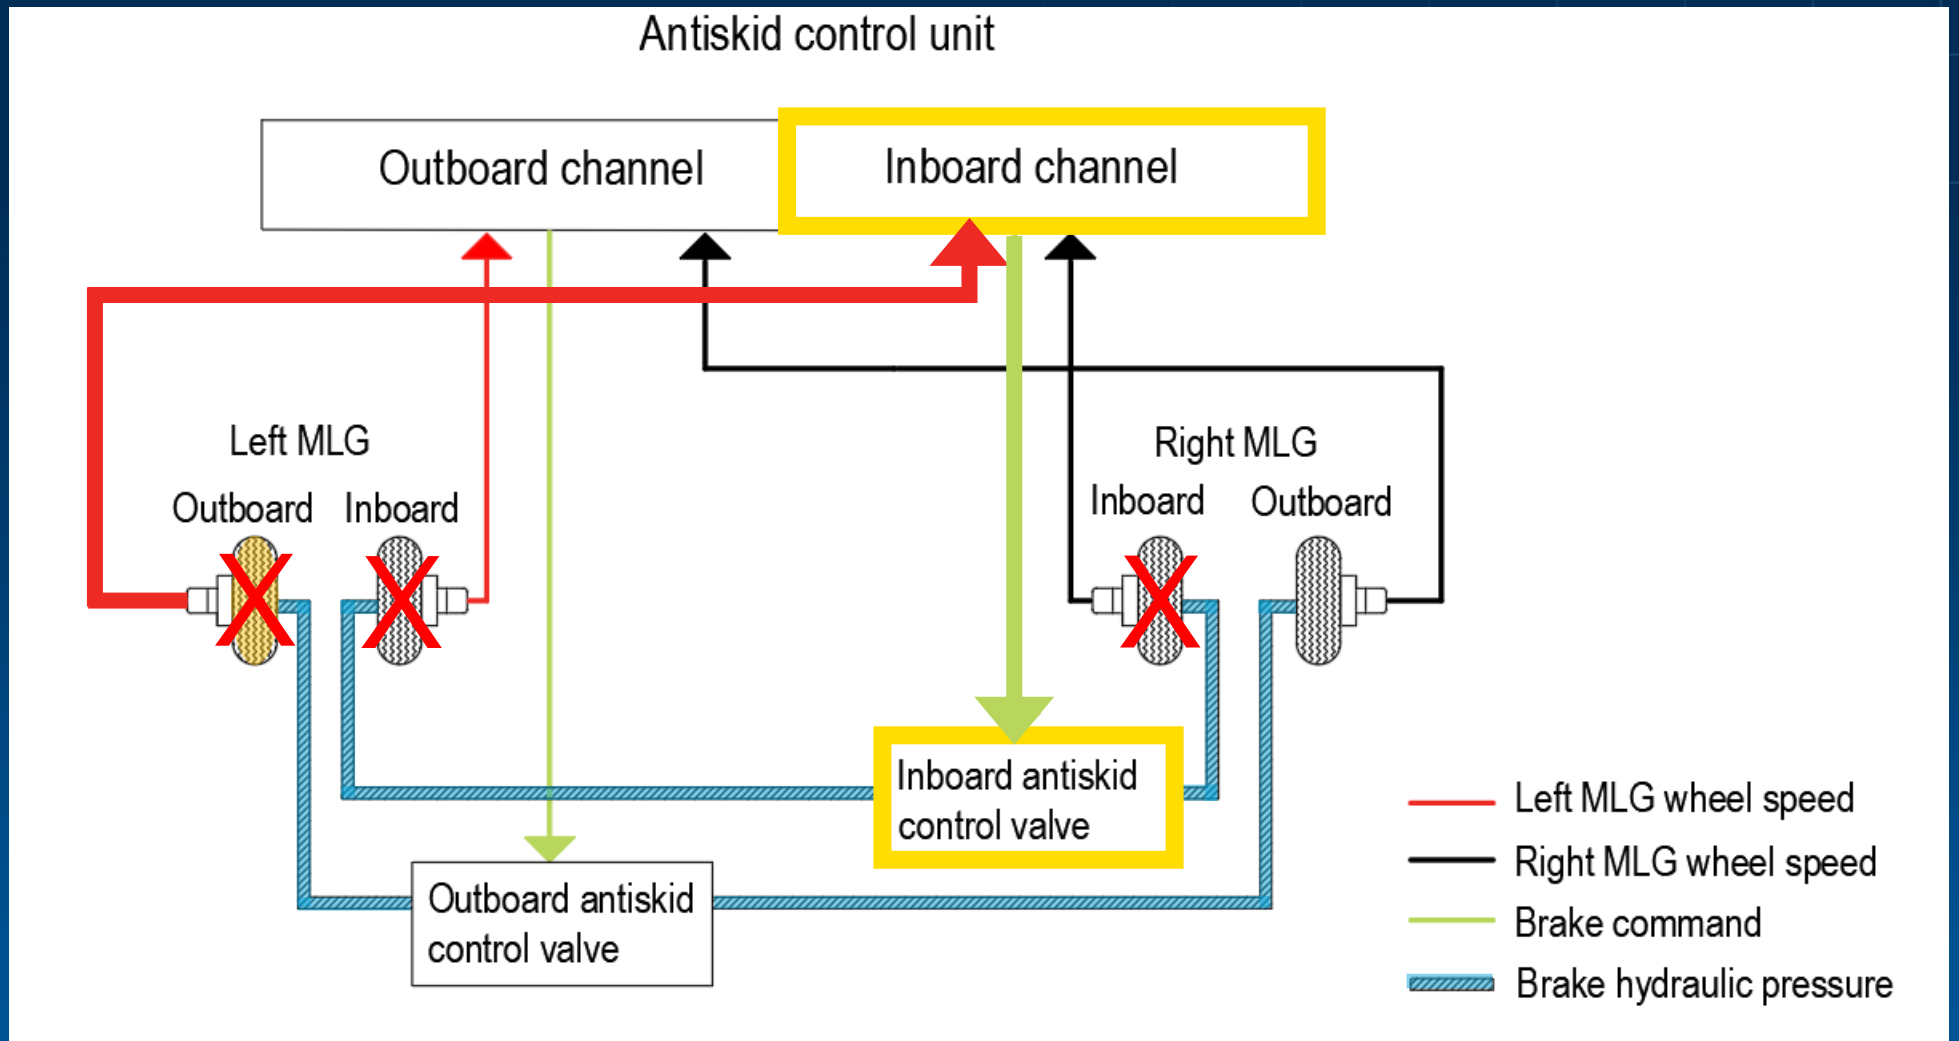 Antiskid control unit
Outboard channel
Inboard channel
Left MLG
Outboard
Inboard
Right MLG
Inboard
Outboard
Inboard antiskid
control valve
Outboard antiskid
control valve
Left MLG wheel speed
Right MLG wheel speed
Brake command
Brake hydraulic pressure